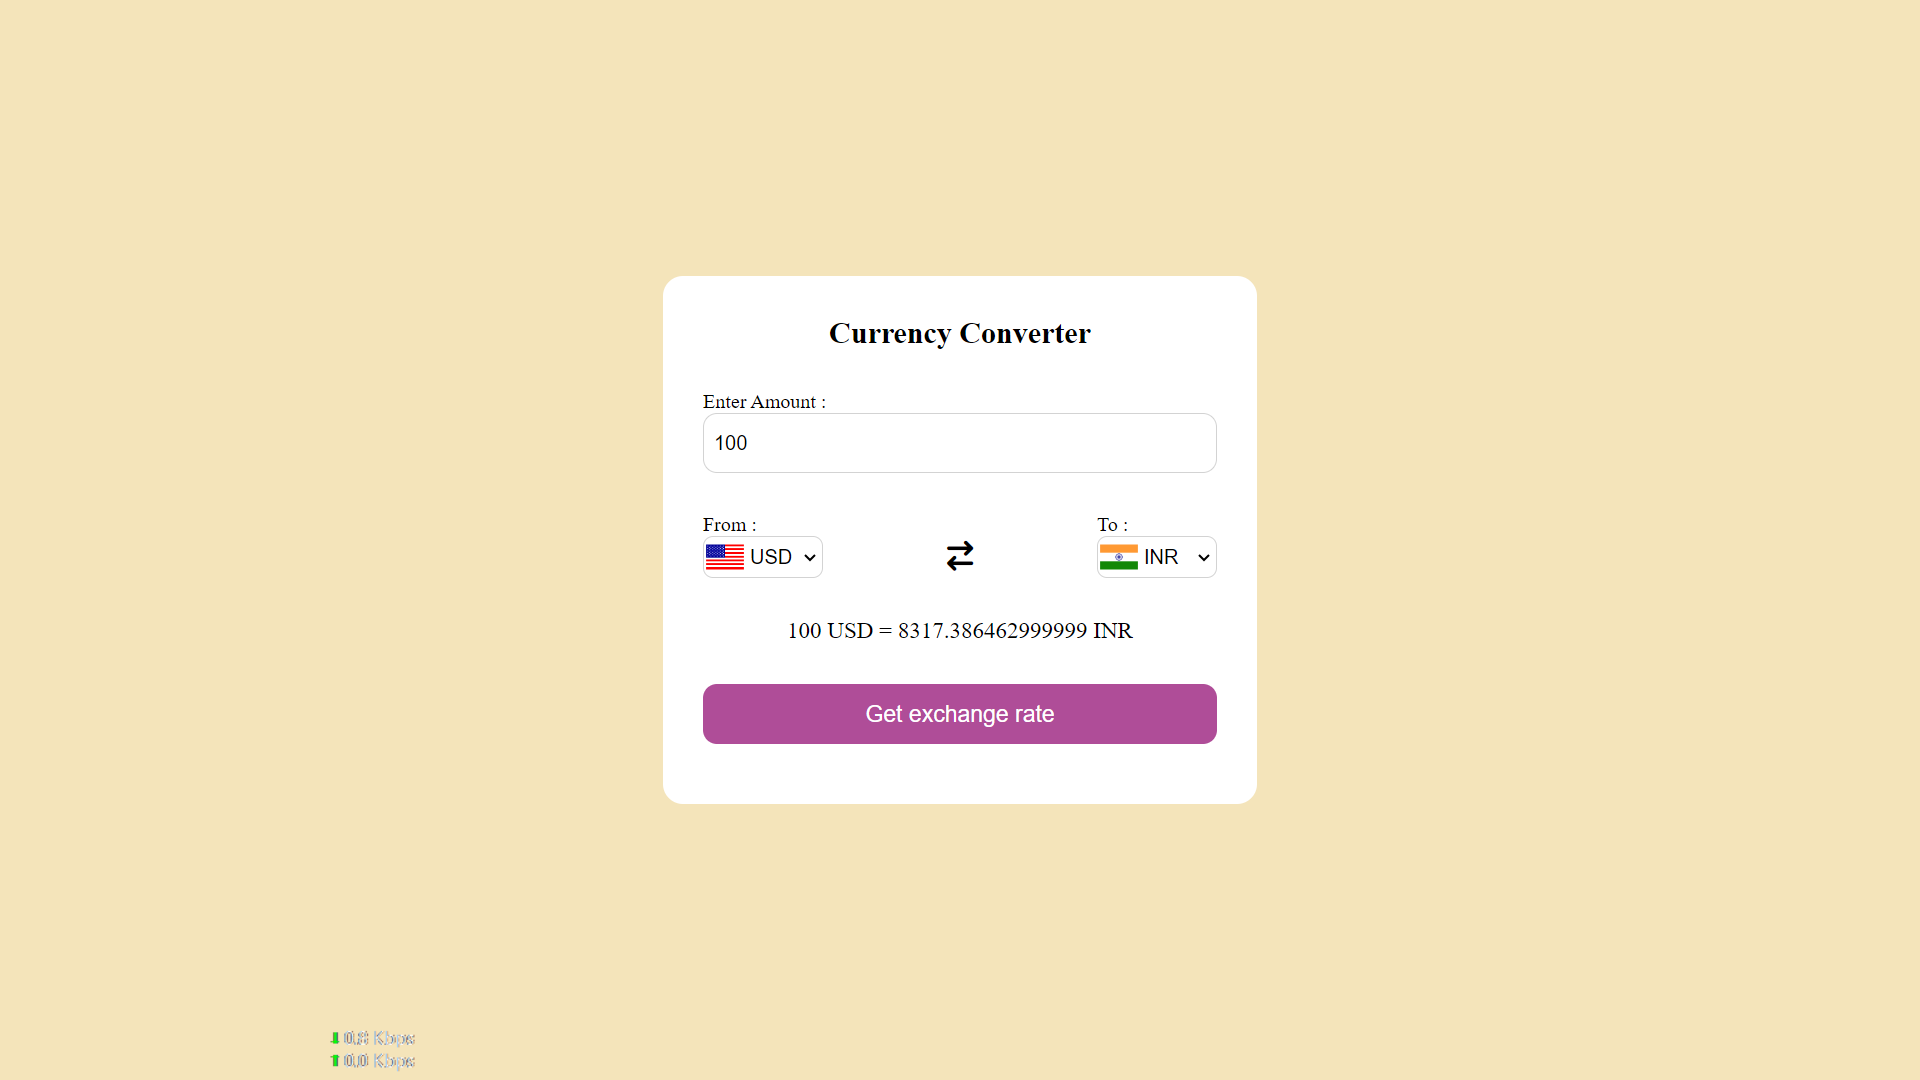 Currency Converter
Enter Amount :
100
From :
To :
USD
INR
100 USD = 8317.386462999999 INR
Get exchange rate
0.8 Kbps
0.0 Kbps